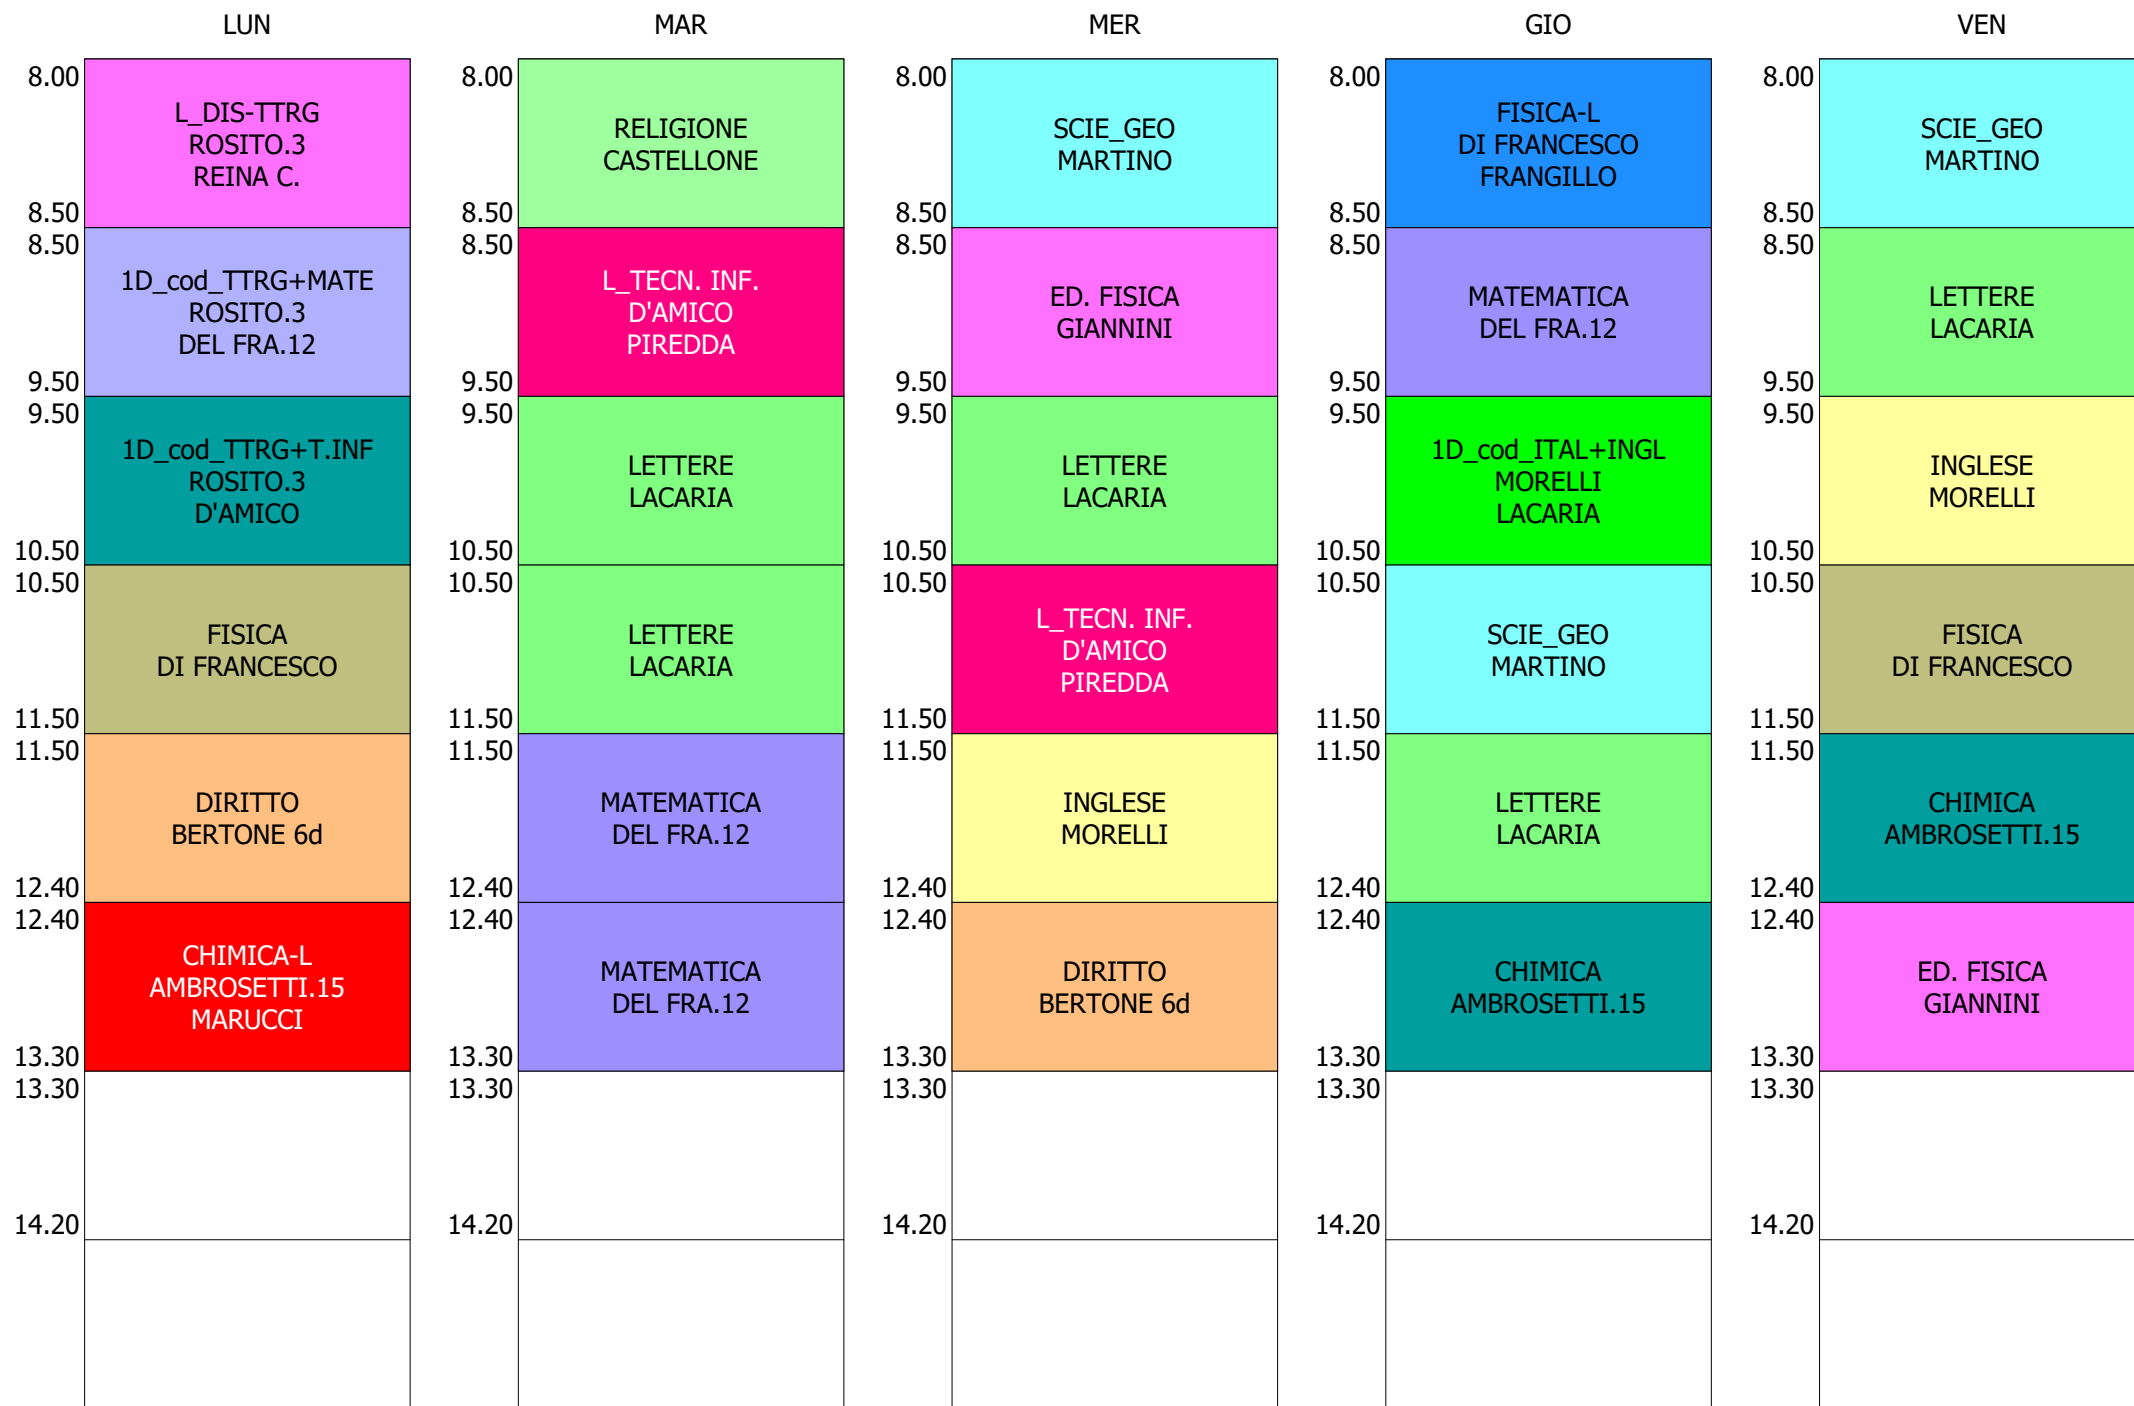 LUN
MAR
MER
GIO
VEN
8.00
L_DIS-TTRG
ROSITO.3
REINA C.
8.50
8.50
1D_cod_TTRG+MATE
ROSITO.3
DEL FRA.12
9.50
9.50
1D_cod_TTRG+T.INF
ROSITO.3
D'AMICO
10.50
10.50
FISICA
DI FRANCESCO
11.50
11.50
DIRITTO
BERTONE 6d
12.40
12.40
CHIMICA-L
AMBROSETTI.15
MARUCCI
13.30
13.30
14.20
8.00
RELIGIONE
CASTELLONE
8.50
8.50
L_TECN. INF.
D'AMICO
PIREDDA
9.50
9.50
LETTERE
LACARIA
10.50
10.50
LETTERE
LACARIA
11.50
11.50
MATEMATICA
DEL FRA.12
12.40
12.40
MATEMATICA
DEL FRA.12
13.30
13.30
14.20
8.00
SCIE_GEO
MARTINO
8.50
8.50
ED. FISICA
GIANNINI
9.50
9.50
LETTERE
LACARIA
10.50
10.50
L_TECN. INF.
D'AMICO
PIREDDA
11.50
11.50
INGLESE
MORELLI
12.40
12.40
DIRITTO
BERTONE 6d
13.30
13.30
14.20
8.00
FISICA-L
DI FRANCESCO
FRANGILLO
8.50
8.50
MATEMATICA
DEL FRA.12
9.50
9.50
1D_cod_ITAL+INGL
MORELLI
LACARIA
10.50
10.50
SCIE_GEO
MARTINO
11.50
11.50
LETTERE
LACARIA
12.40
12.40
CHIMICA
AMBROSETTI.15
13.30
13.30
14.20
8.00
SCIE_GEO
MARTINO
8.50
8.50
LETTERE
LACARIA
9.50
9.50
INGLESE
MORELLI
10.50
10.50
FISICA
DI FRANCESCO
11.50
11.50
CHIMICA
AMBROSETTI.15
12.40
12.40
ED. FISICA
GIANNINI
13.30
13.30
14.20